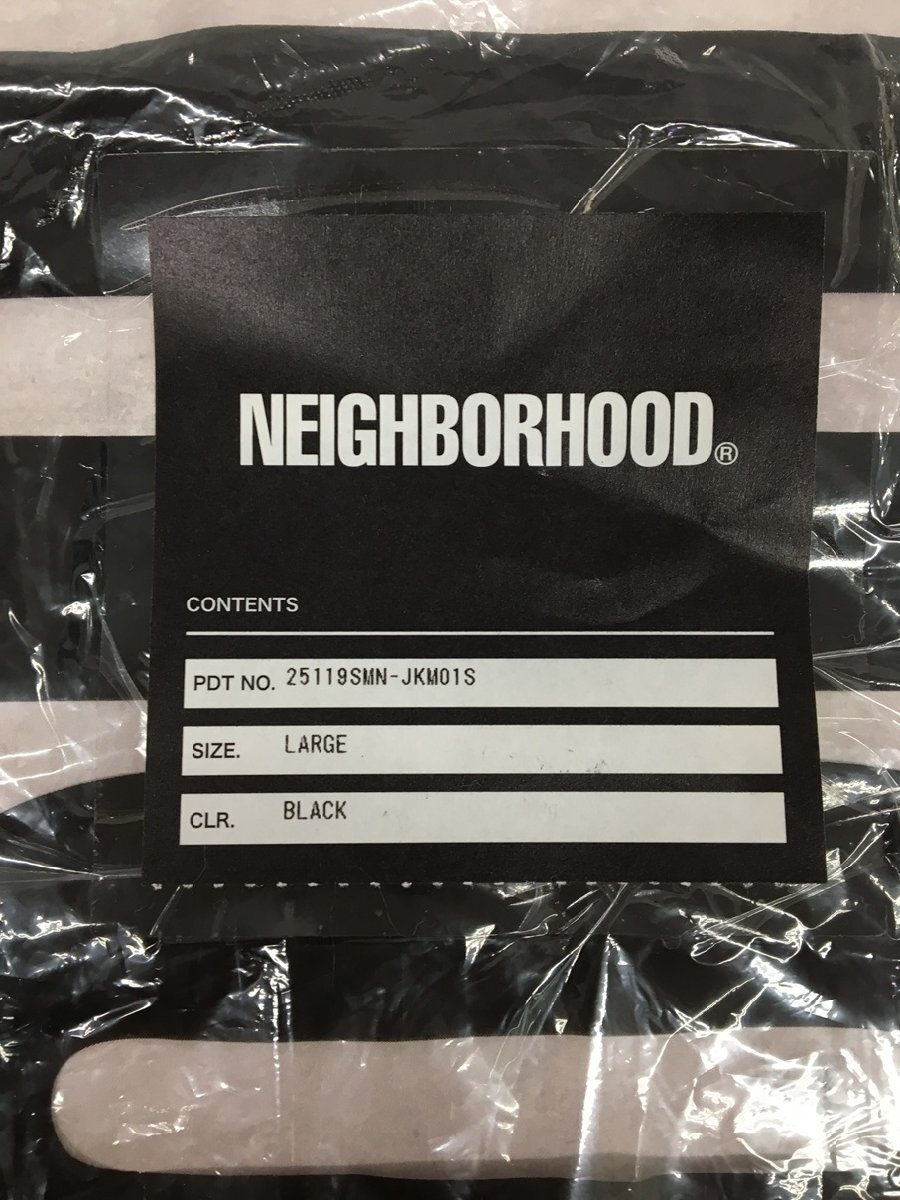 NEIGHBORHOOD®
CONTENTS
PDT NO. 25119SMN-JKM01S
SIZE. LARGE
CLR. BLACK